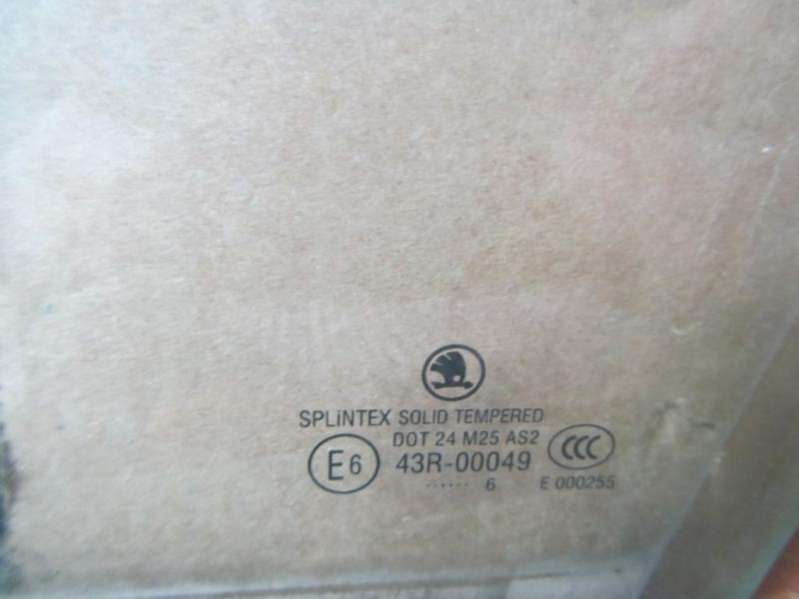 SPLiNTEX SOLID TEMPERED
DOT 24 M25 AS2
CCC
E6 43R-00049
...... 6 E 000255